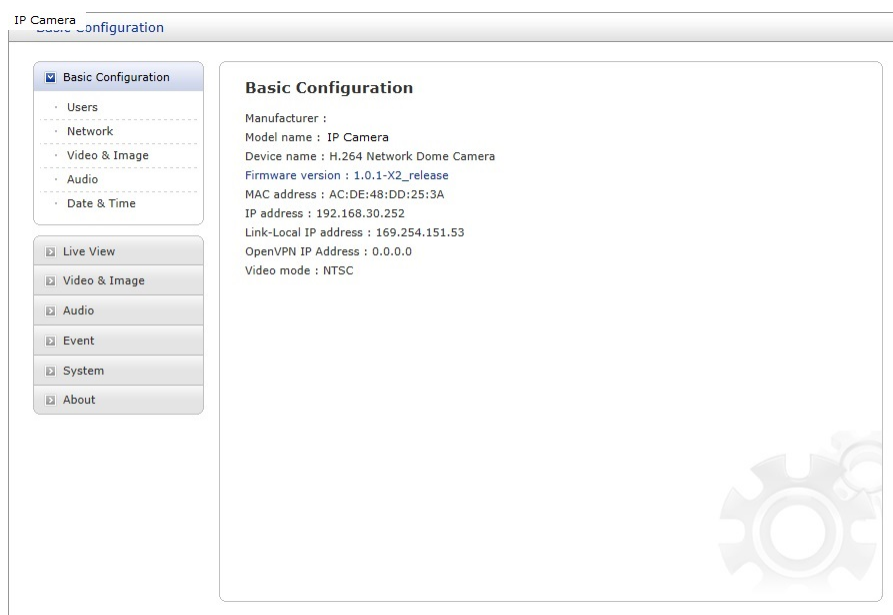 IP Camera
Basic Configuration
Basic Configuration
Users
Network
Video & Image
Audio
Date & Time
Live View
Video & Image
Audio
Event
System
About
Basic Configuration
Manufacturer :
Model name : IP Camera
Device name : H.264 Network Dome Camera
Firmware version : 1.0.1-X2_release
MAC address : AC:DE:48:DD:25:3A
IP address : 192.168.30.252
Link-Local IP address : 169.254.151.53
OpenVPN IP Address : 0.0.0.0
Video mode : NTSC